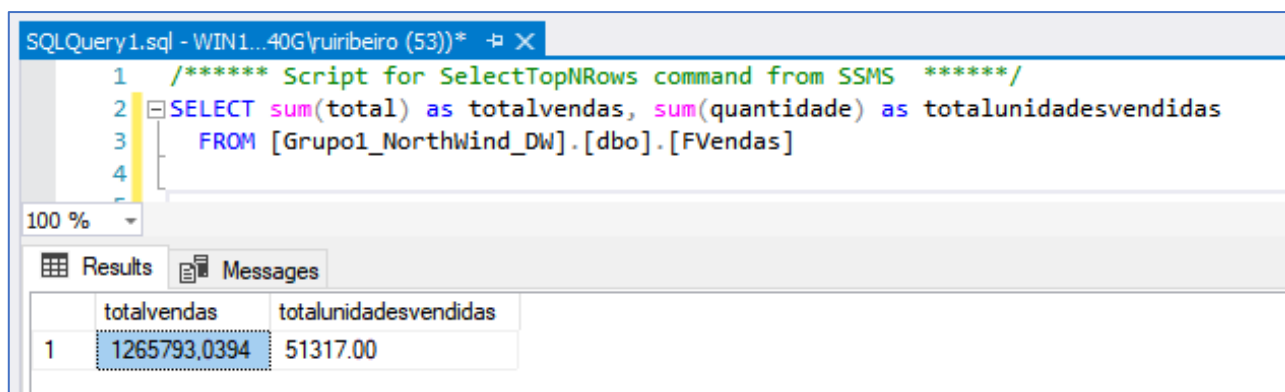 SQLQuery1.sql - WIN1...40G\ruiribeiro (53))*
1 /****** Script for SelectTopNRows command from SSMS ******/
2 SELECT sum(total) as totalvendas, sum(quantidade) as totalunidadesvendidas
3 FROM [Grupo1_NorthWind_DW].[dbo].[FVendas]
4
100 %
Results Messages
totalvendas totalunidadesvendidas
1 1265793,0394 51317.00